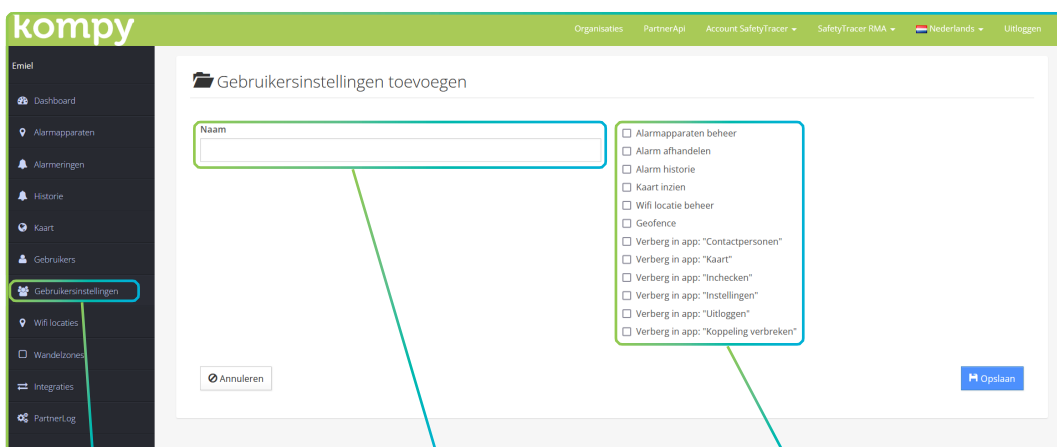 kompy
Organisaties PartnerApi Account SafetyTracer SafetyTracer RMA Nederlands Uitloggen
Emiel
Dashboard
Alarmapparaten
Alarmeringen
Historie
Kaart
Gebruikers
Gebruikersinstellingen
Wifi locaties
Wandelzones
Integraties
PartnerLog
Gebruikersinstellingen toevoegen
Naam
Alarmapparaten beheer
Alarm afhandelen
Alarm historie
Kaart inzien
Wifi locatie beheer
Geofence
Verberg in app: "Contactpersonen"
Verberg in app: "Kaart"
Verberg in app: "Inchecken"
Verberg in app: "Instellingen"
Verberg in app: "Uitloggen"
Verberg in app: "Koppeling verbreken"
Annuleren
Opslaan